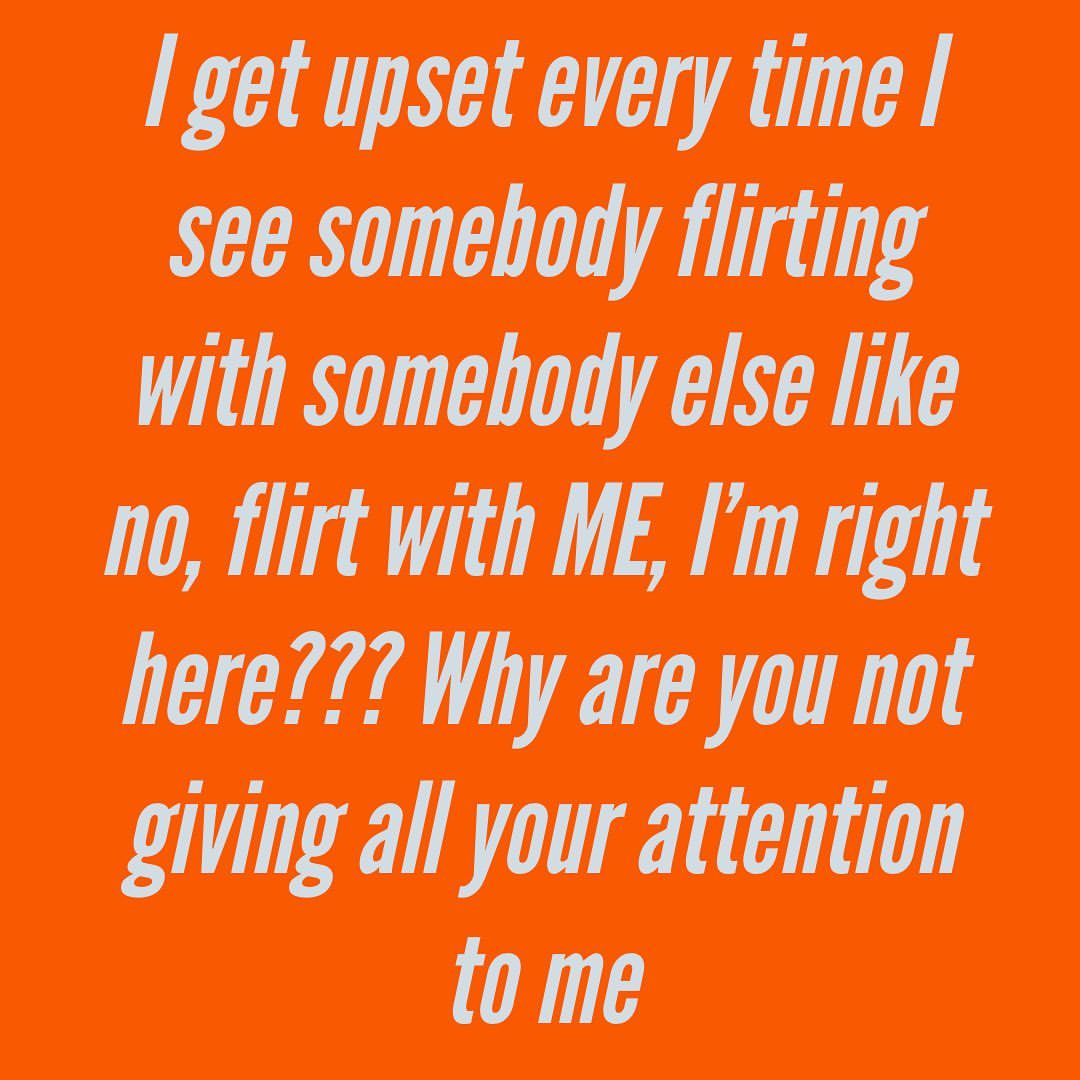 I get upset every time I
see somebody flirting
with somebody else like
no, flirt with ME, I’m right
here??? Why are you not
giving all your attention
to me